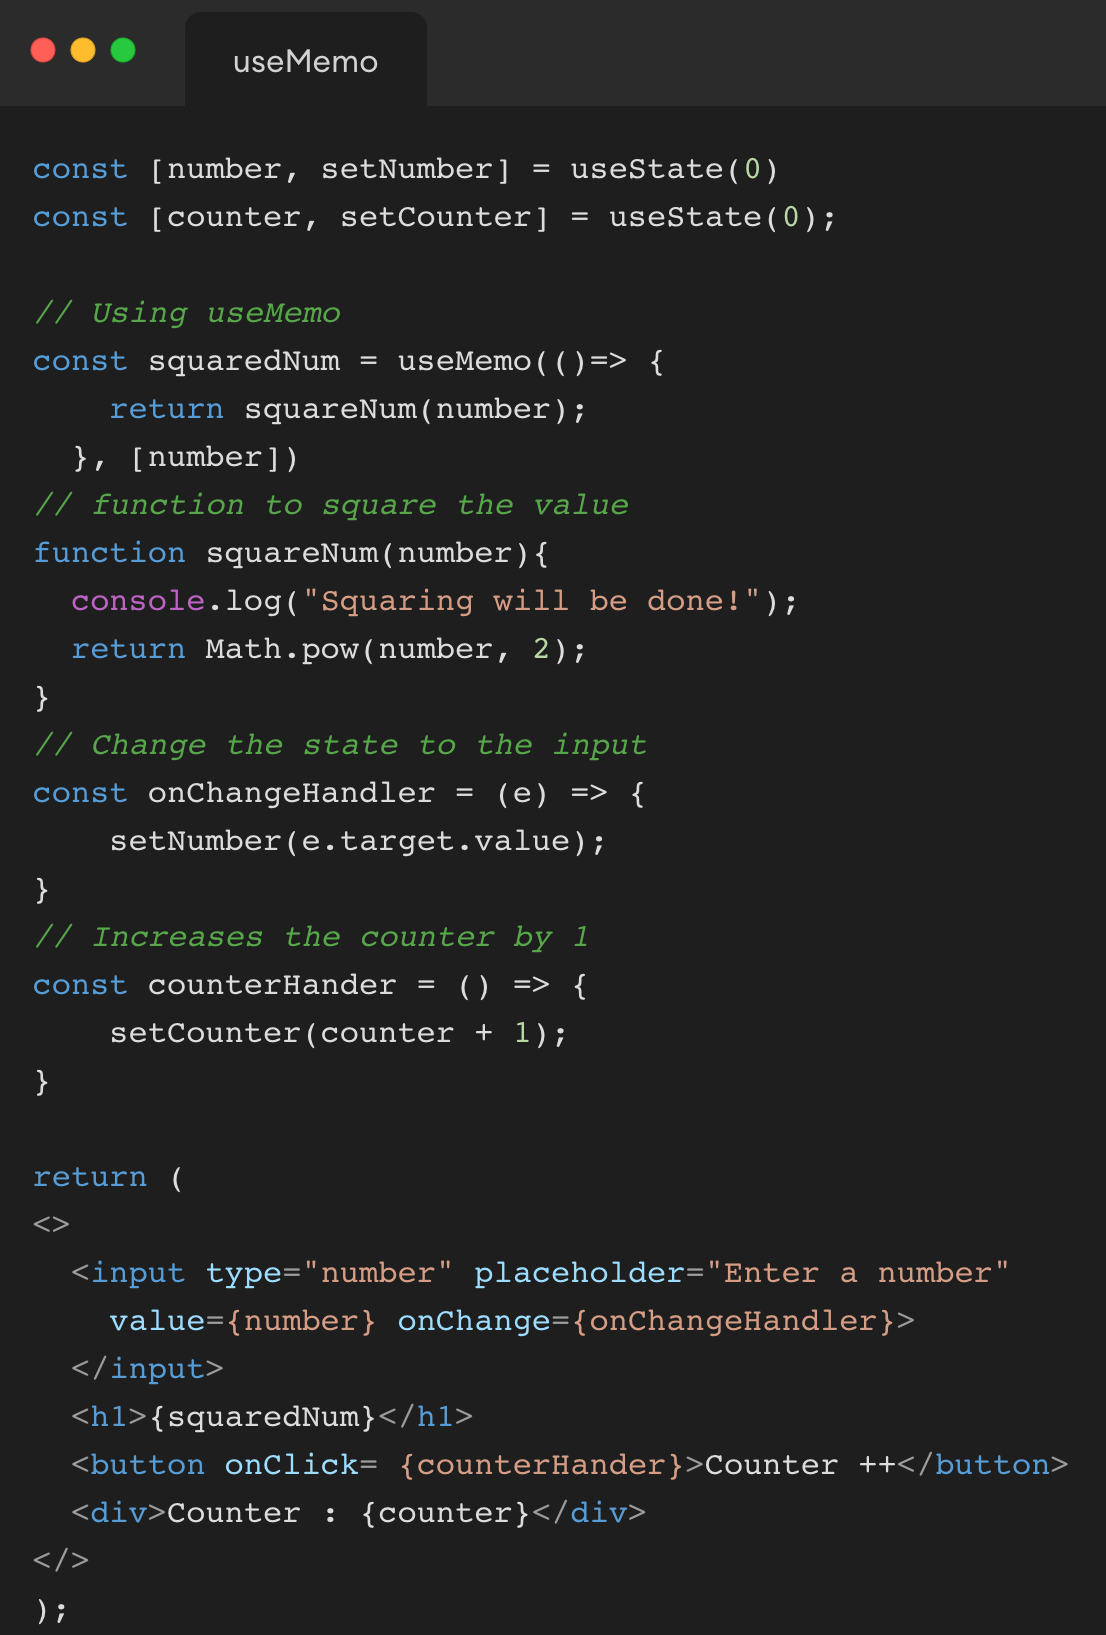 useMemo
const [number, setNumber] = useState(0)
const [counter, setCounter] = useState(0);
// Using useMemo
const squaredNum = useMemo(()=> {
return squareNum(number);
}, [number])
// function to square the value
function squareNum(number){
console.log("Squaring will be done!");
return Math.pow(number, 2);
}
// Change the state to the input
const onChangeHandler = (e) => {
setNumber(e.target.value);
}
// Increases the counter by 1
const counterHander = () => {
setCounter(counter + 1);
}
return (
<>
<input type="number" placeholder="Enter a number"
value={number} onChange={onChangeHandler}>
</input>
<h1>{squaredNum}</h1>
<button onClick= {counterHander}>Counter ++</button>
<div>Counter : {counter}</div>
</>
);